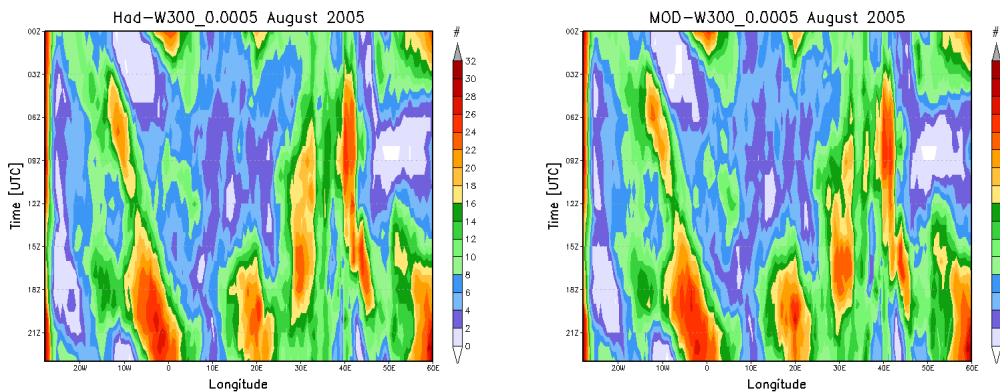 Had-W300_0.0005 August 2005
#
00Z
03Z
06Z
09Z
12Z
15Z
18Z
21Z
Time [UTC]
20W
10W
0
10E
20E
30E
40E
50E
60E
Longitude
32
30
28
26
24
22
20
18
16
14
12
10
8
6
4
2
0
MOD-W300_0.0005 August 2005
#
00Z
03Z
06Z
09Z
12Z
15Z
18Z
21Z
Time [UTC]
20W
10W
0
10E
20E
30E
40E
50E
60E
Longitude